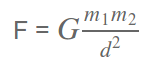 F = G m₁m₂ / d²